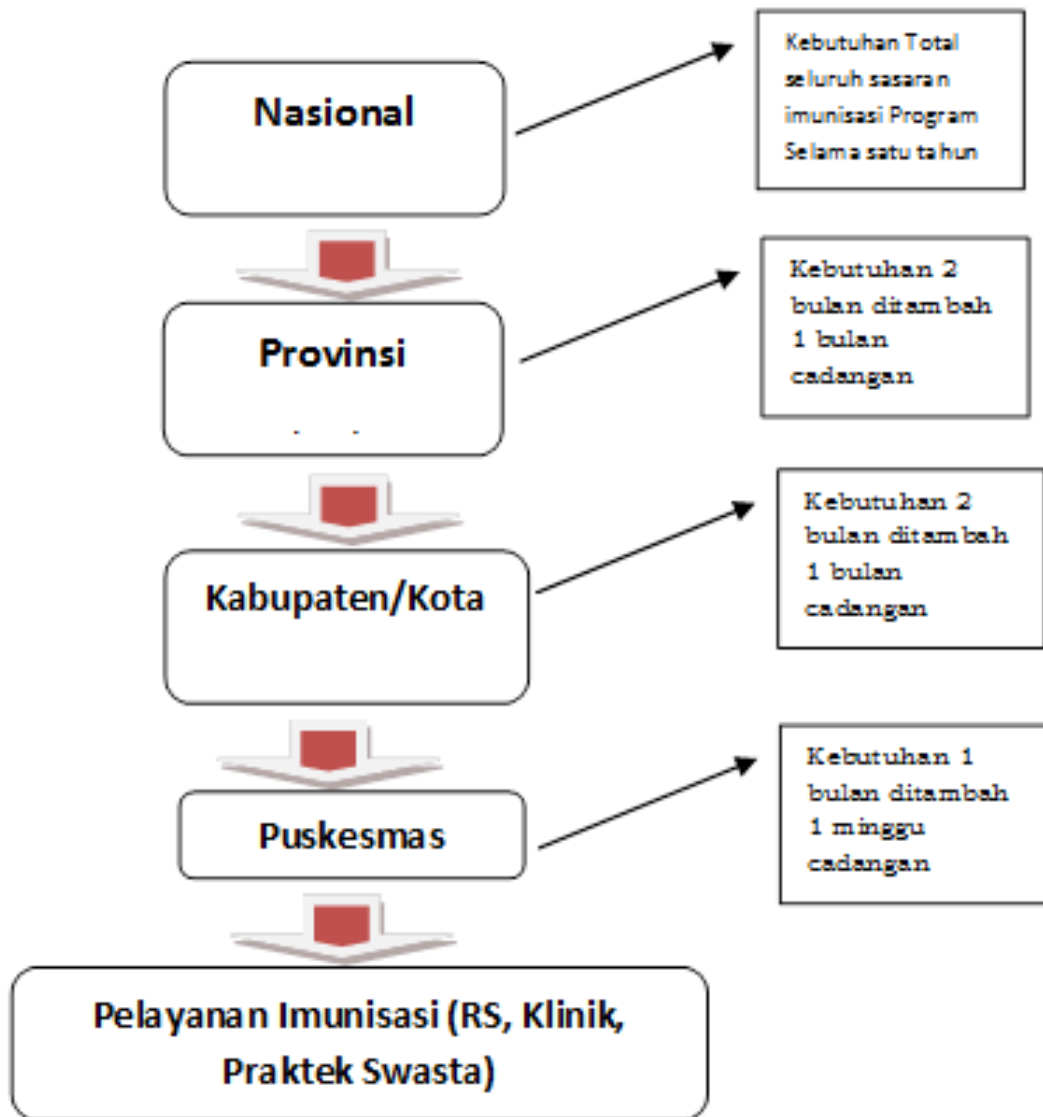 Nasional
Kebutuhan Total
seluruh sasaran
imunisasi Program
Selama satu tahun
Provinsi
Kebutuhan 2
bulan ditambah
1 bulan
cadangan
Kabupaten/Kota
Kebutuhan 2
bulan ditambah
1 bulan
cadangan
Puskesmas
Kebutuhan 1
bulan ditambah
1 minggu
cadangan
Pelayanan Imunisasi (RS, Klinik,
Praktek Swasta)